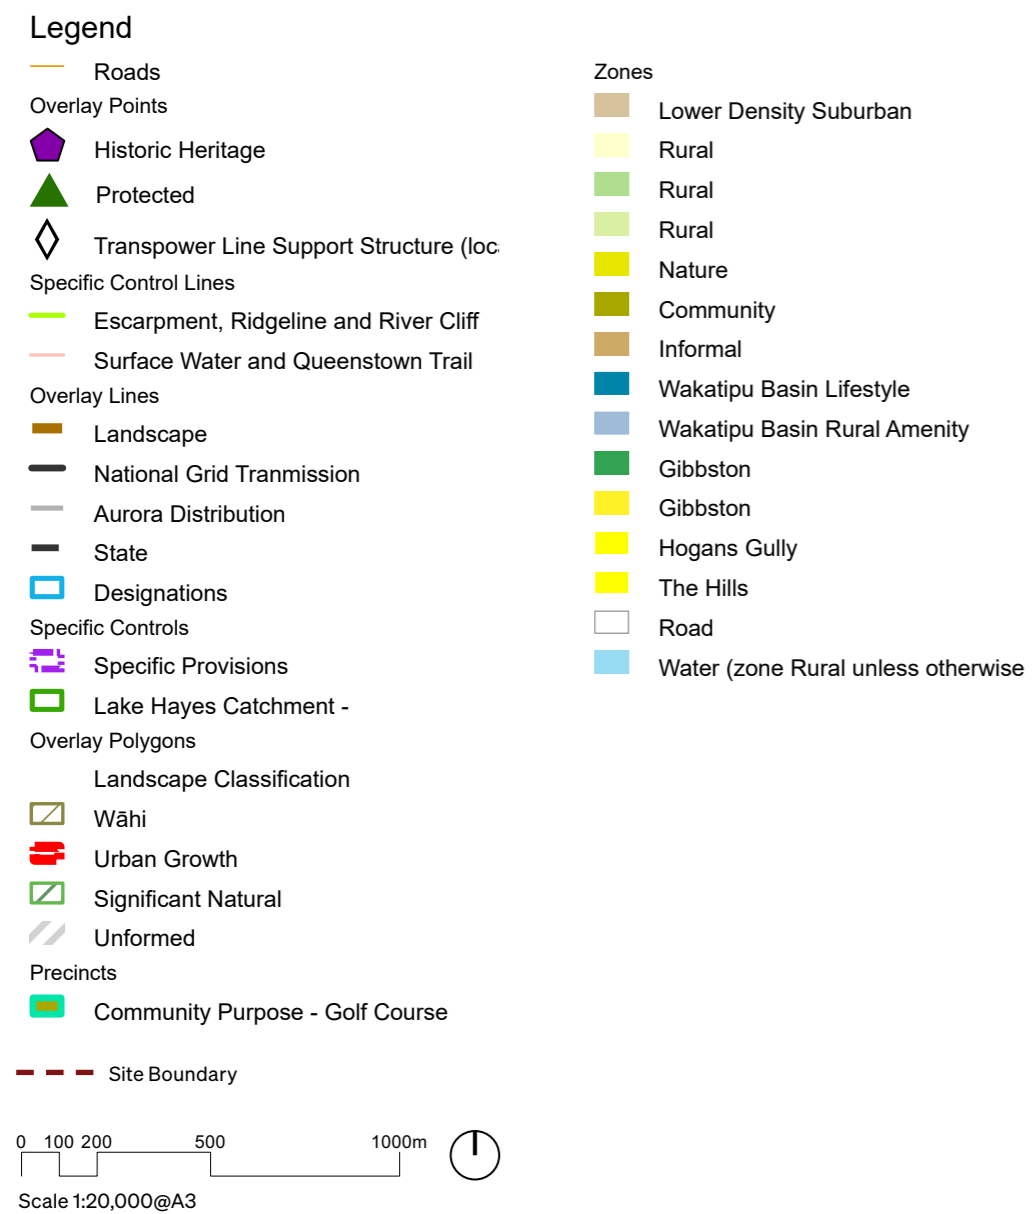 Legend
Roads
Overlay Points
Historic Heritage
Protected
Transpower Line Support Structure (loc
Specific Control Lines
Escarpment, Ridgeline and River Cliff
Surface Water and Queenstown Trail
Overlay Lines
Landscape
National Grid Tranmission
Aurora Distribution
State
Designations
Specific Controls
Specific Provisions
Lake Hayes Catchment -
Overlay Polygons
Landscape Classification
Wāhi
Urban Growth
Significant Natural
Unformed
Precincts
Community Purpose - Golf Course
Site Boundary
0 100 200 500 1000m
Scale 1:20,000@A3
Zones
Lower Density Suburban
Rural
Rural
Rural
Nature
Community
Informal
Wakatipu Basin Lifestyle
Wakatipu Basin Rural Amenity
Gibbston
Gibbston
Hogans Gully
The Hills
Road
Water (zone Rural unless otherwise